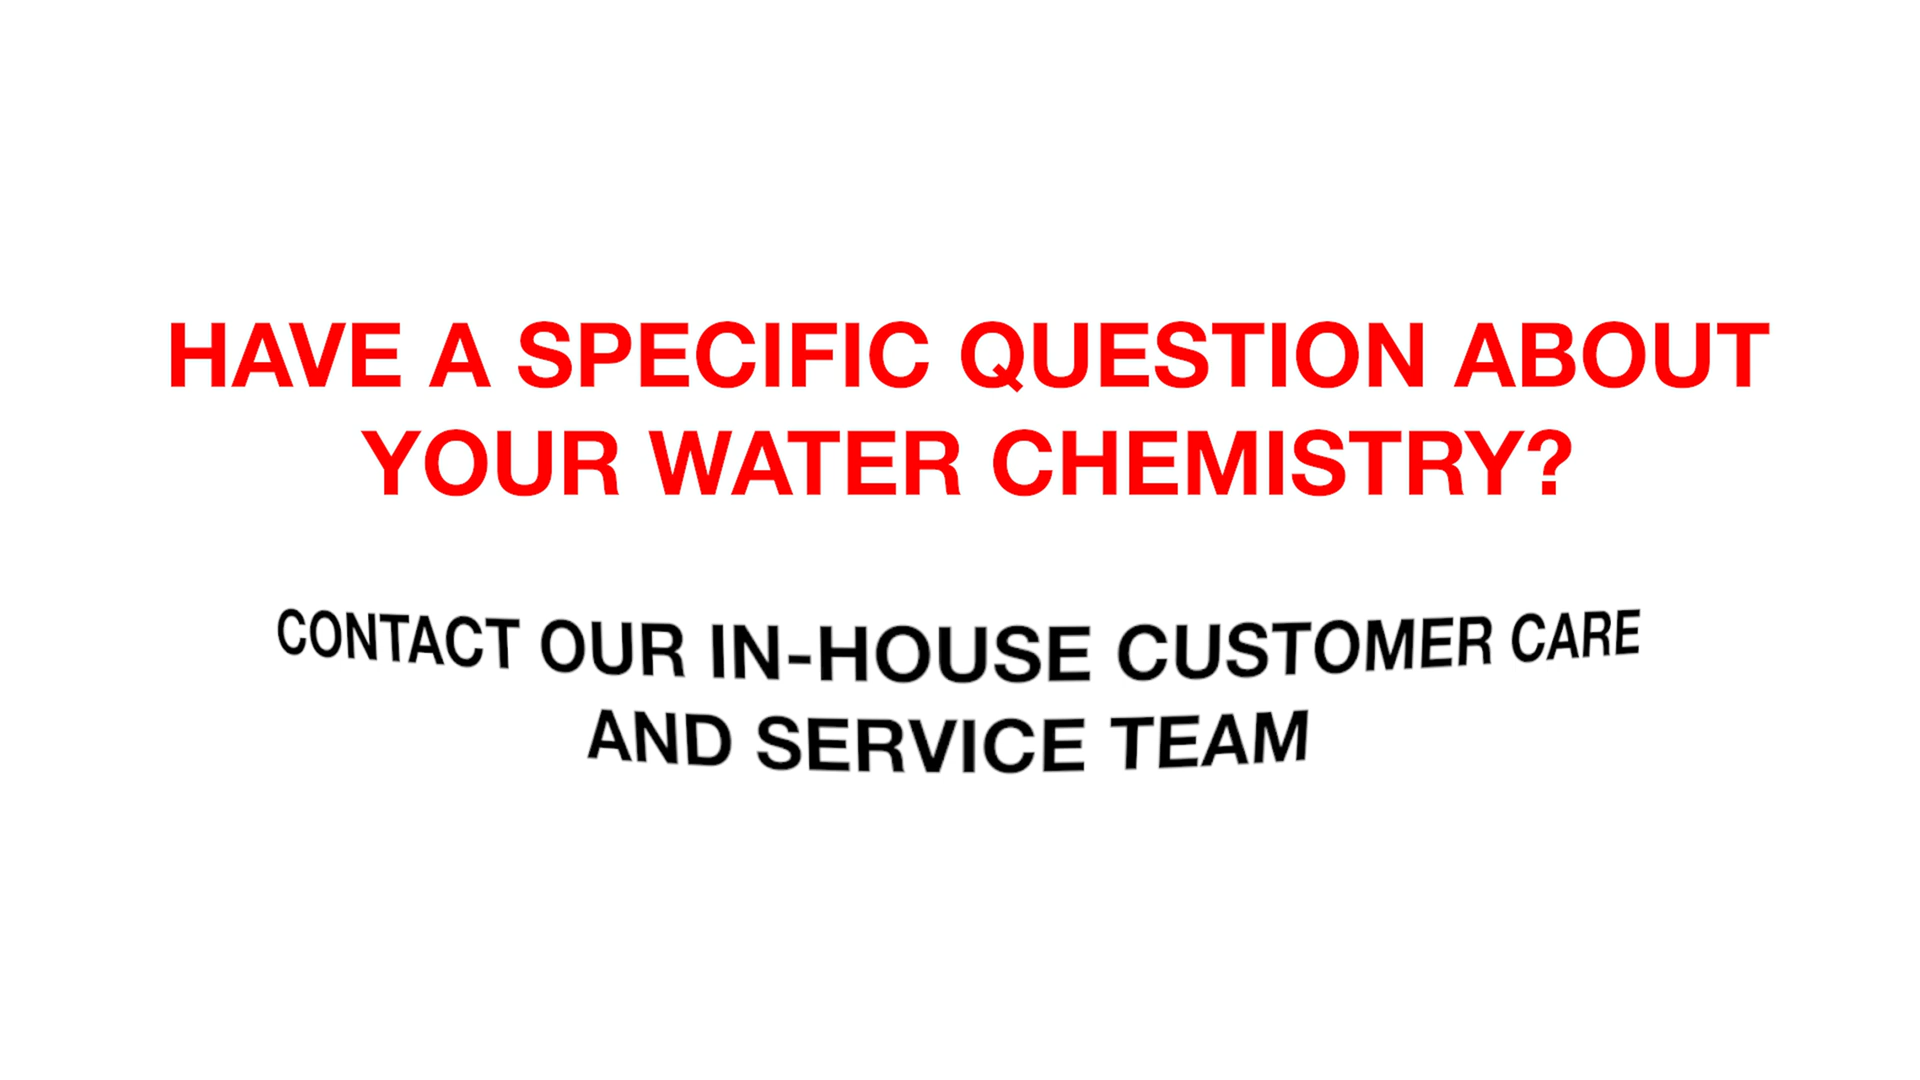 HAVE A SPECIFIC QUESTION ABOUT
YOUR WATER CHEMISTRY?
CONTACT OUR IN-HOUSE CUSTOMER CARE
AND SERVICE TEAM